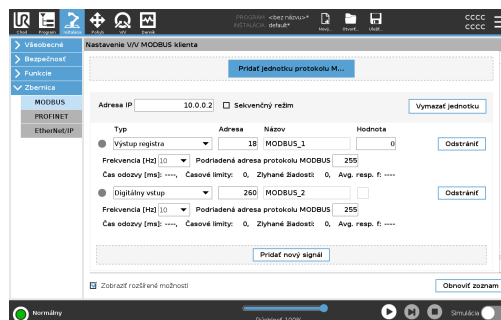 PROGRAM <bez názvu>*
INŠTALÁCIA default*
Nový... Otvoriť... Uložiť...
CCCC
CCCC
Chod Program Inštalácia Pohyb V/V Denník
Všeobecné
Bezpečnosť
Funkcie
Zbernica
MODBUS
PROFINET
EtherNet/IP
Nastavenie V/V MODBUS klienta
Pridať jednotku protokolu M...
Adresa IP 10.0.0.2 Sekvenčný režim Vymazať jednotku
Typ Adresa Názov Hodnota
Výstup registra 18 MODBUS_1 0 Odstrániť
Frekvencia [Hz] 10 Podriadená adresa protokolu MODBUS 255
Čas odozvy [ms]: ----, Časové limity: 0, Zlyhané žiadosti: 0, Avg. resp. f: ----
Digitálny vstup 260 MODBUS_2 Odstrániť
Frekvencia [Hz] 10 Podriadená adresa protokolu MODBUS 255
Čas odozvy [ms]: ----, Časové limity: 0, Zlyhané žiadosti: 0, Avg. resp. f: ----
Pridať nový signál
Zobraziť rozšírené možnosti Obnoviť zoznam
Normálny 100% Simulácia